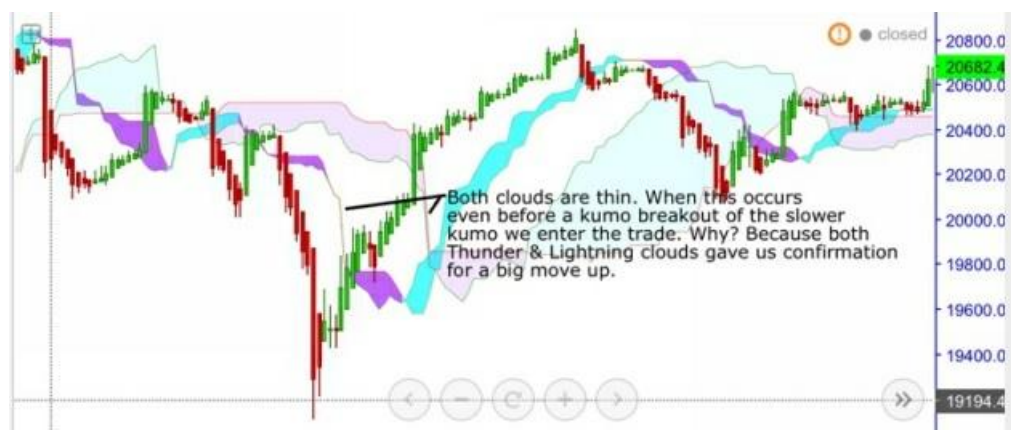 closed
20800.0
20682.4
20600.0
20400.0
20200.0
Both clouds are thin. When this occurs
even before a kumo breakout of the slower
kumo we enter the trade. Why? Because both
Thunder & Lightning clouds gave us confirmation
for a big move up.
20000.0
19800.0
19600.0
19400.0
19194.4